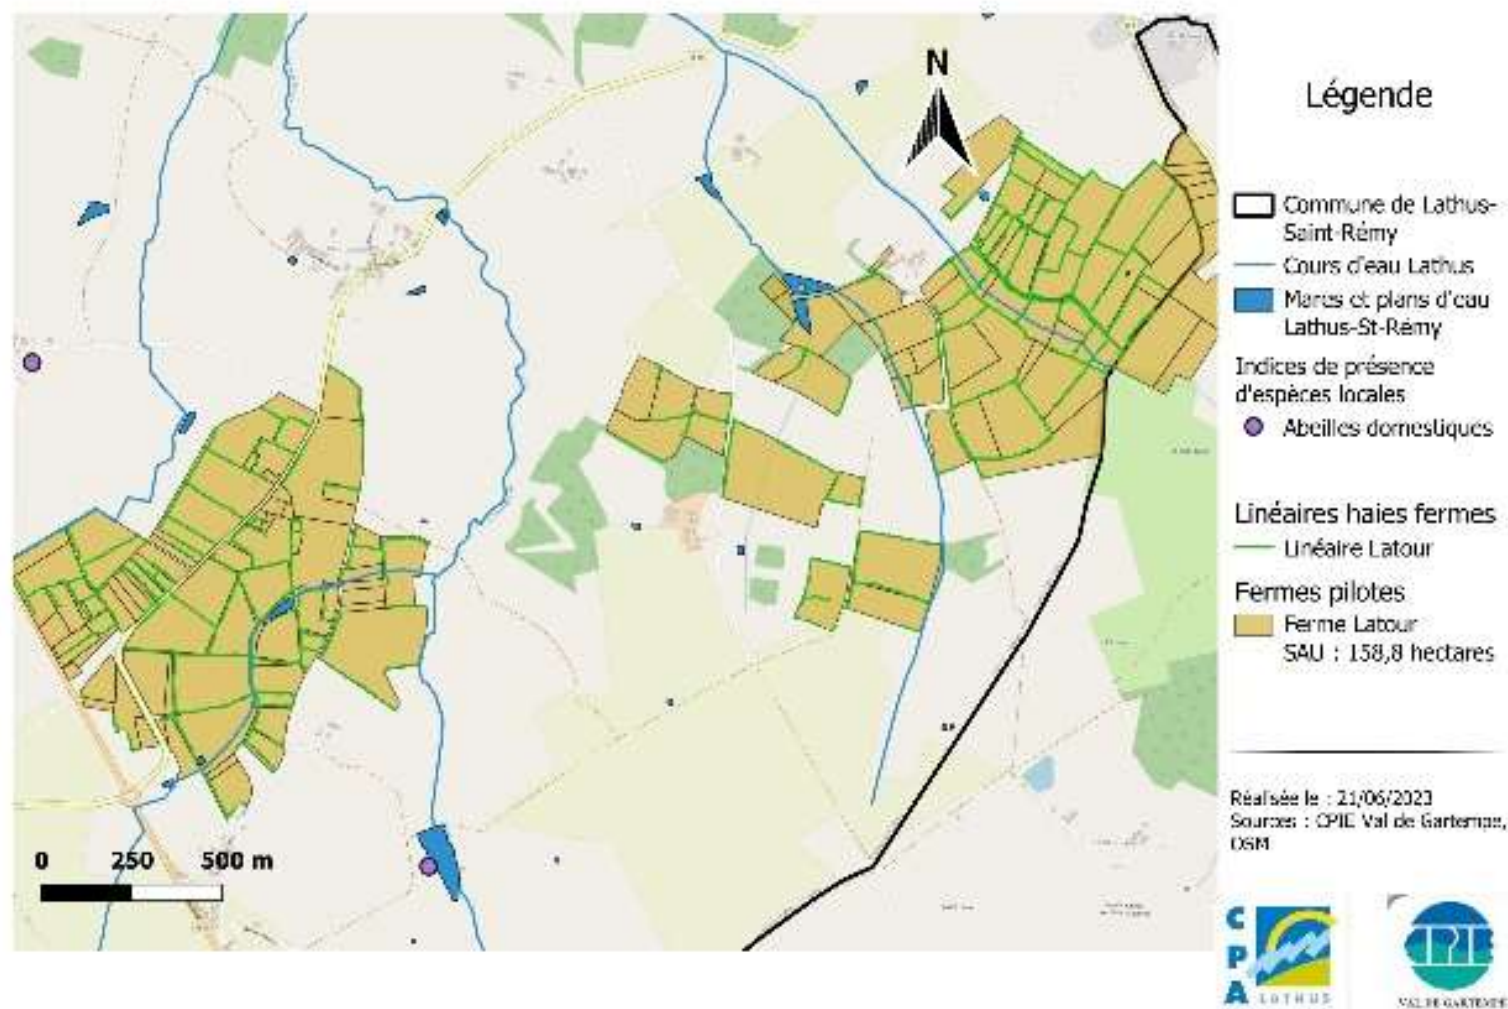 N
0 250 500 m
Légende
Commune de Lathus-
Saint-Rémy
Cours d'eau Lathus
Mares et plans d'eau
Lathus-St-Rémy
Indices de présence
d'espèces locales
Abeilles domestiques
Linéaires haies fermes
Linéaire Latour
Fermes pilotes
Ferme Latour
SAU : 158,8 hectares
Réalisée le : 21/06/2023
Sources : CPIE Val de Gartempe,
OSM
CPA
LATHUS
CPIE
VAL DE GARTEMPE